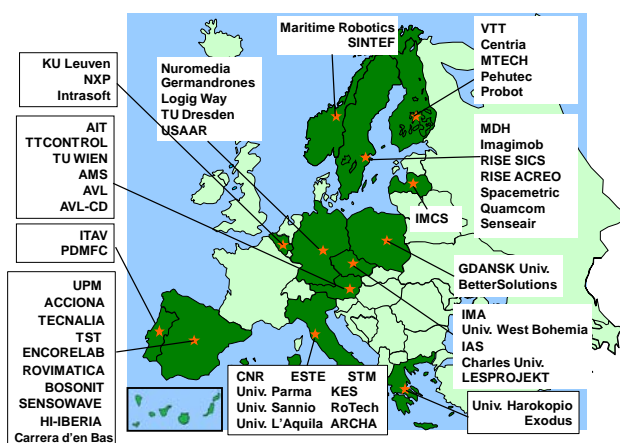 Maritime Robotics
SINTEF
VTT
Centria
MTECH
Pehutec
Probot
KU Leuven
NXP
Intrasoft
Nuromedia
Germandrones
Logig Way
TU Dresden
USAAR
AIT
TTCONTROL
TU WIEN
AMS
AVL
AVL-CD
MDH
Imagimob
RISE SICS
RISE ACREO
Spacemetric
Quamcom
Senseair
IMCS
ITAV
PDMFC
GDANSK Univ.
BetterSolutions
UPM
ACCIONA
TECNALIA
TST
ENCORELAB
ROVIMATICA
BOSONIT
SENSOWAVE
HI-IBERIA
Carrera d'en Bas
IMA
Univ. West Bohemia
IAS
Charles Univ.
LESPROJEKT
CNR ESTE STM
Univ. Parma KES
Univ. Sannio RoTech
Univ. L'Aquila ARCHA
Univ. Harokopio
Exodus